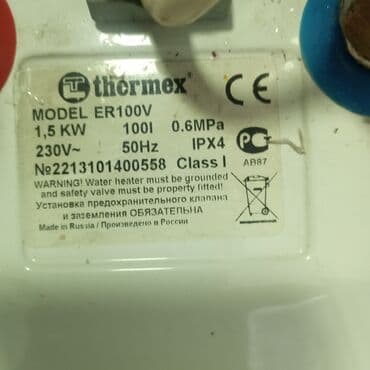 thermex CE
MODEL ER100V
1,5 KW 100l 0.6MPa
230V~ 50Hz IPX4
№2213101400558 Class I
АВ87
WARNING! Water heater must be grounded
and safety valve must be properly fitted!
Установка предохранительного клапана
и заземления ОБЯЗАТЕЛЬНА
Made in Russia / Произведено в России